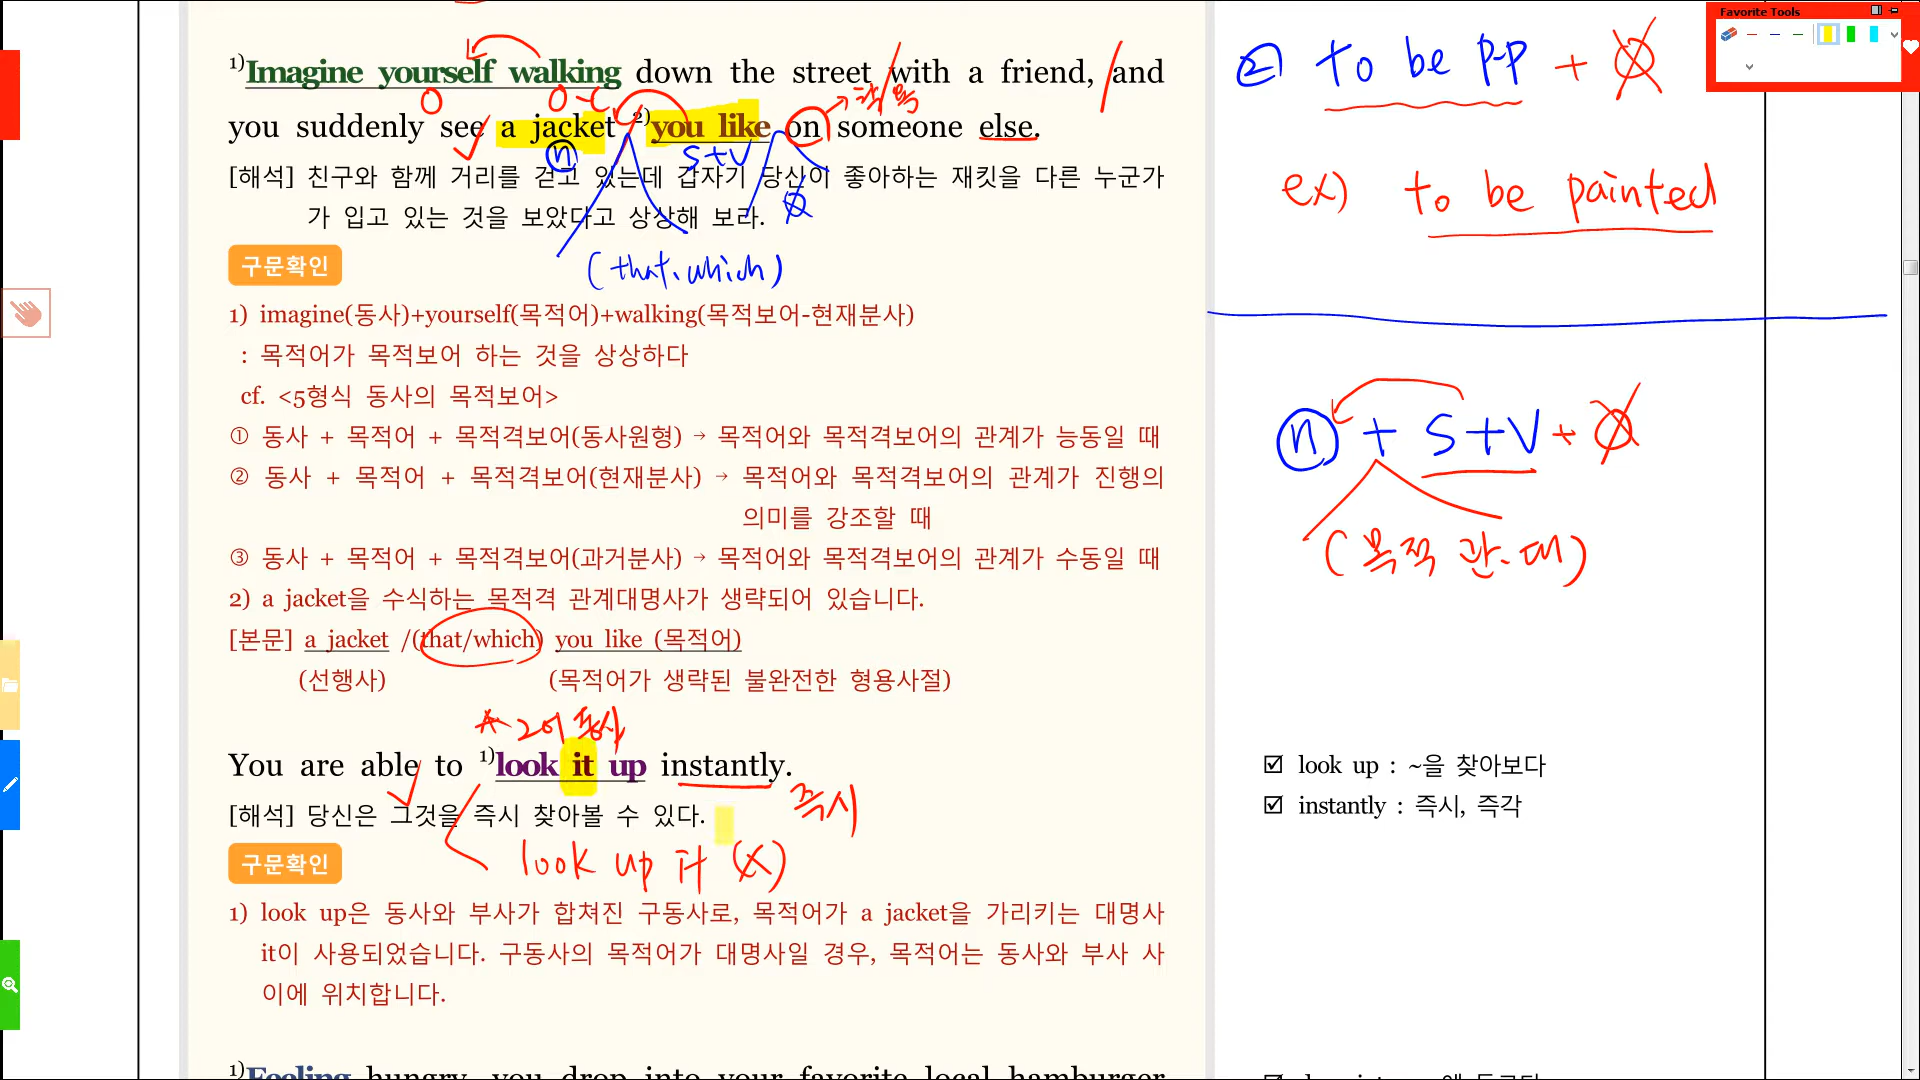 Favorite Tools
② to be p.p + ∅
ex) to be painted
¹⁾Imagine yourself walking down the street with a friend, and
O O·C
you suddenly see a jacket ²⁾you like on someone else.
ⓝ S+V
[해석] 친구와 함께 거리를 걷고 있는데 갑자기 당신이 좋아하는 재킷을 다른 누군가
가 입고 있는 것을 보았다고 상상해 보라.
∅
(that, which)
구문확인
1) imagine(동사)+yourself(목적어)+walking(목적보어-현재분사)
: 목적어가 목적보어 하는 것을 상상하다
cf. <5형식 동사의 목적보어>
① 동사 + 목적어 + 목적격보어(동사원형) → 목적어와 목적격보어의 관계가 능동일 때
② 동사 + 목적어 + 목적격보어(현재분사) → 목적어와 목적격보어의 관계가 진행의
의미를 강조할 때
③ 동사 + 목적어 + 목적격보어(과거분사) → 목적어와 목적격보어의 관계가 수동일 때
2) a jacket을 수식하는 목적격 관계대명사가 생략되어 있습니다.
[본문] a jacket /(that/which) you like (목적어)
(선행사) (목적어가 생략된 불완전한 형용사절)
ⓝ + S+V + ∅
(목적 관·대)
★ 2어 동사
You are able to ¹⁾look it up instantly.
즉시
[해석] 당신은 그것을 즉시 찾아볼 수 있다.
look up it (X)
구문확인
1) look up은 동사와 부사가 합쳐진 구동사로, 목적어가 a jacket을 가리키는 대명사
it이 사용되었습니다. 구동사의 목적어가 대명사일 경우, 목적어는 동사와 부사 사
이에 위치합니다.
☑ look up : ~을 찾아보다
☑ instantly : 즉시, 즉각
¹⁾Feeling hungry, you drop into your favorite local hamburger